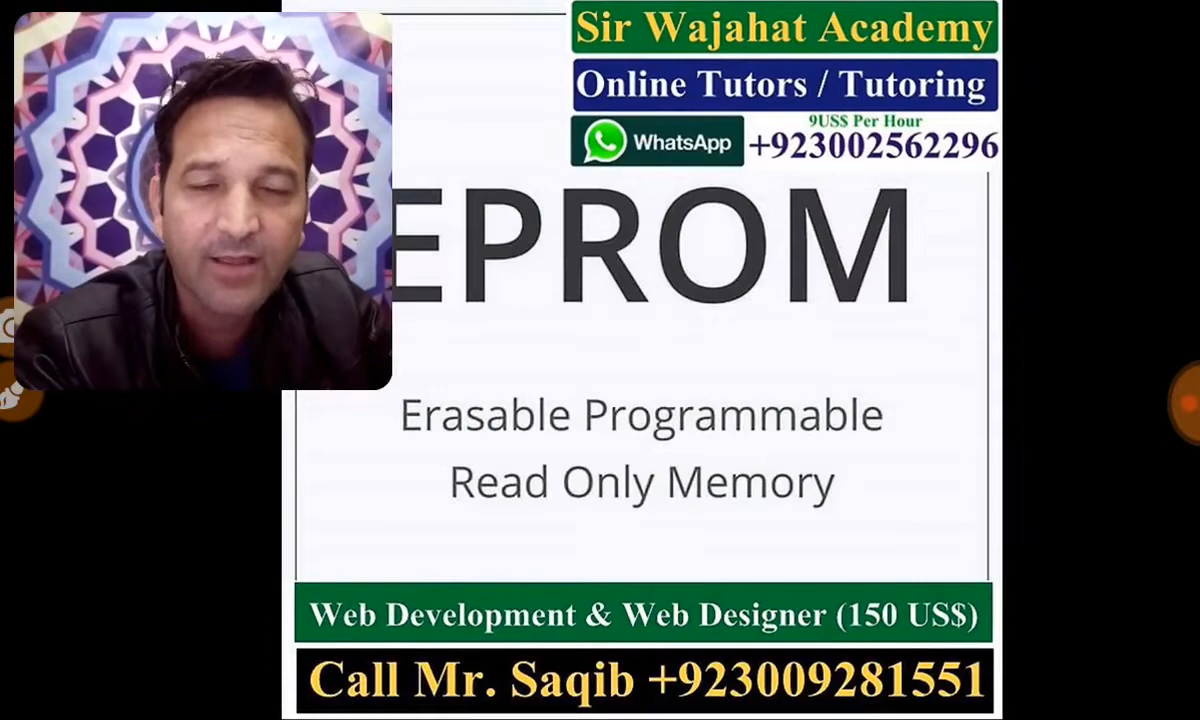 Sir Wajahat Academy
Online Tutors / Tutoring
9US$ Per Hour
WhatsApp +923002562296
EPROM
Erasable Programmable
Read Only Memory
Web Development & Web Designer (150 US$)
Call Mr. Saqib +923009281551